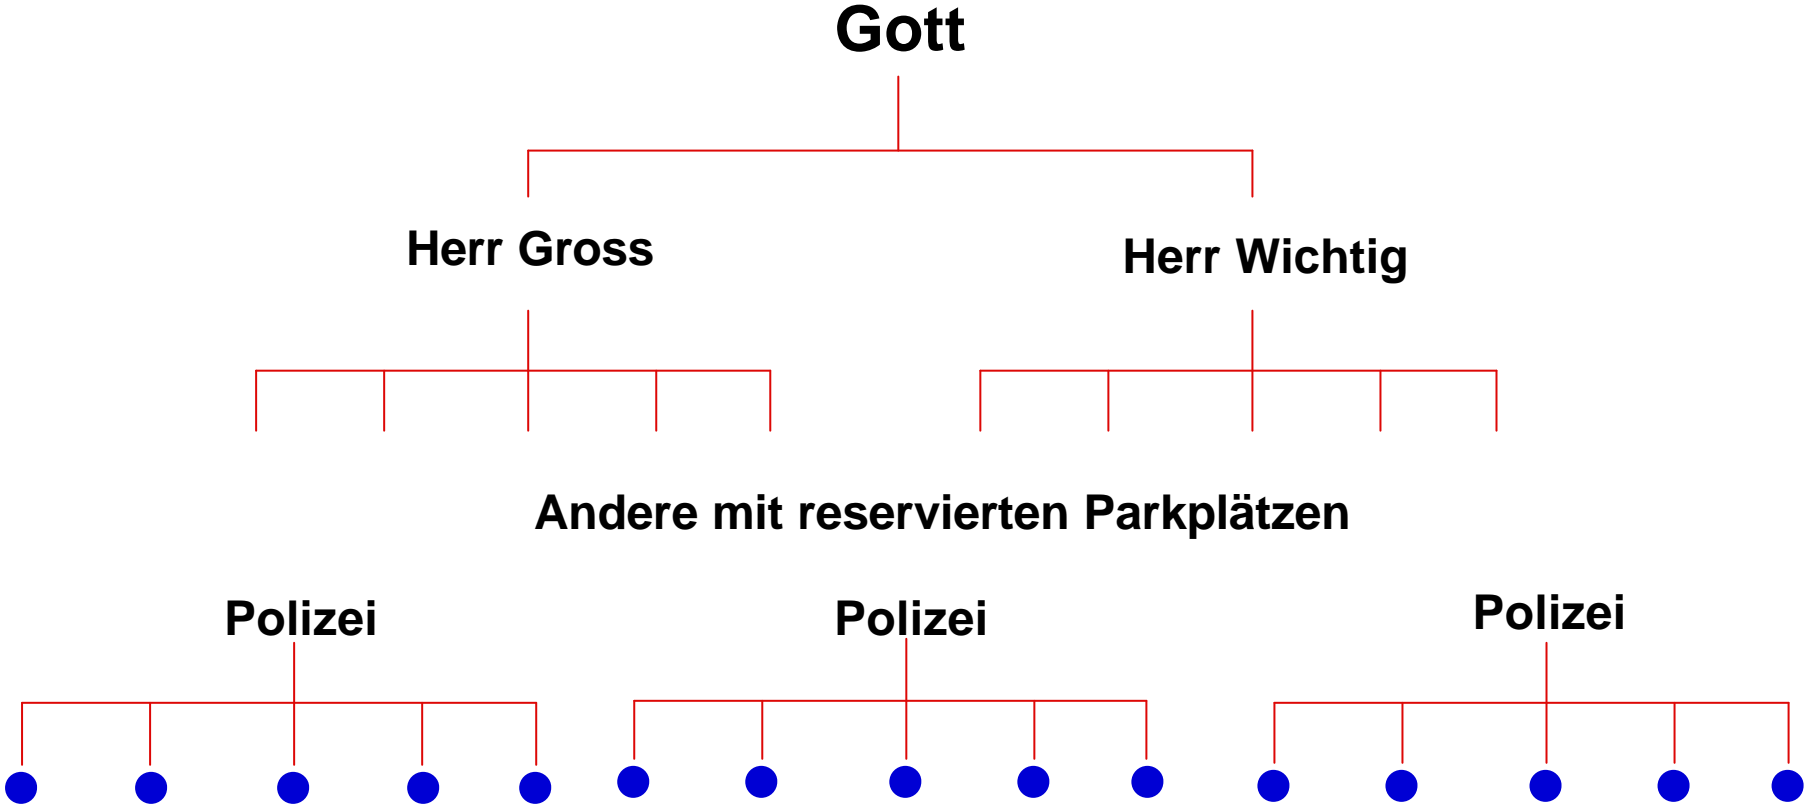 Gott
Herr Gross
Herr Wichtig
Andere mit reservierten Parkplätzen
Polizei
Polizei
Polizei